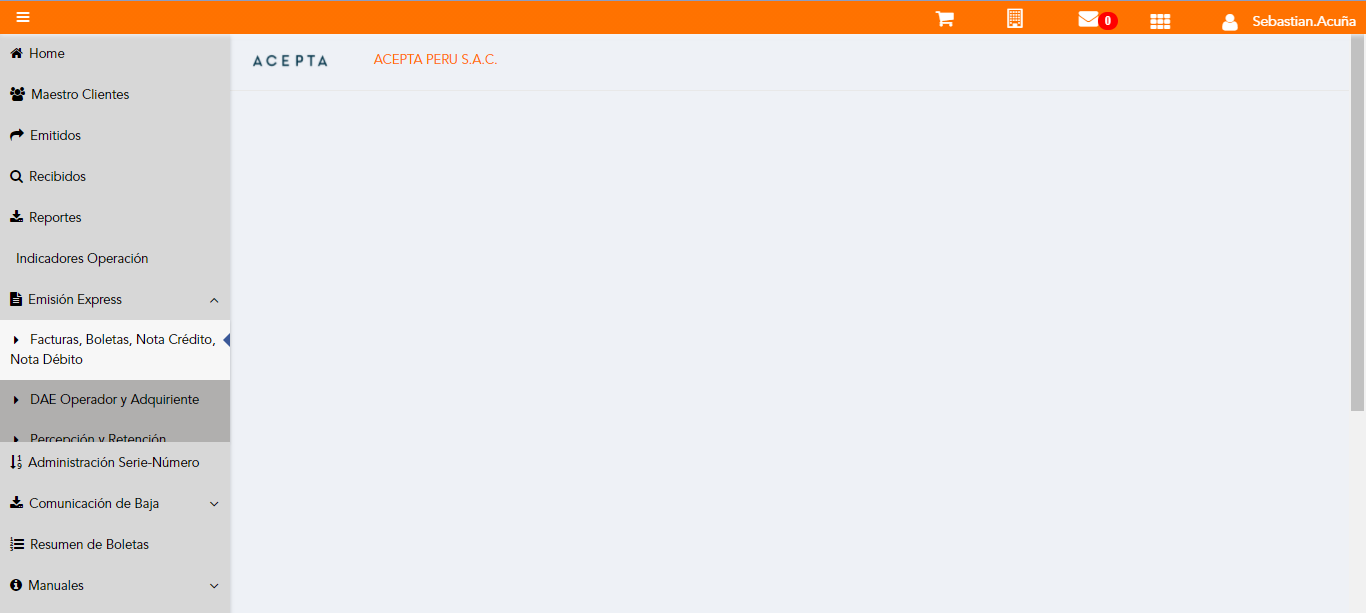 0
Sebastian.Acuña
Home
ACEPTA
ACEPTA PERU S.A.C.
Maestro Clientes
Emitidos
Recibidos
Reportes
Indicadores Operación
Emisión Express
Facturas, Boletas, Nota Crédito,
Nota Débito
DAE Operador y Adquiriente
Percepción y Retención
Administración Serie-Número
Comunicación de Baja
Resumen de Boletas
Manuales